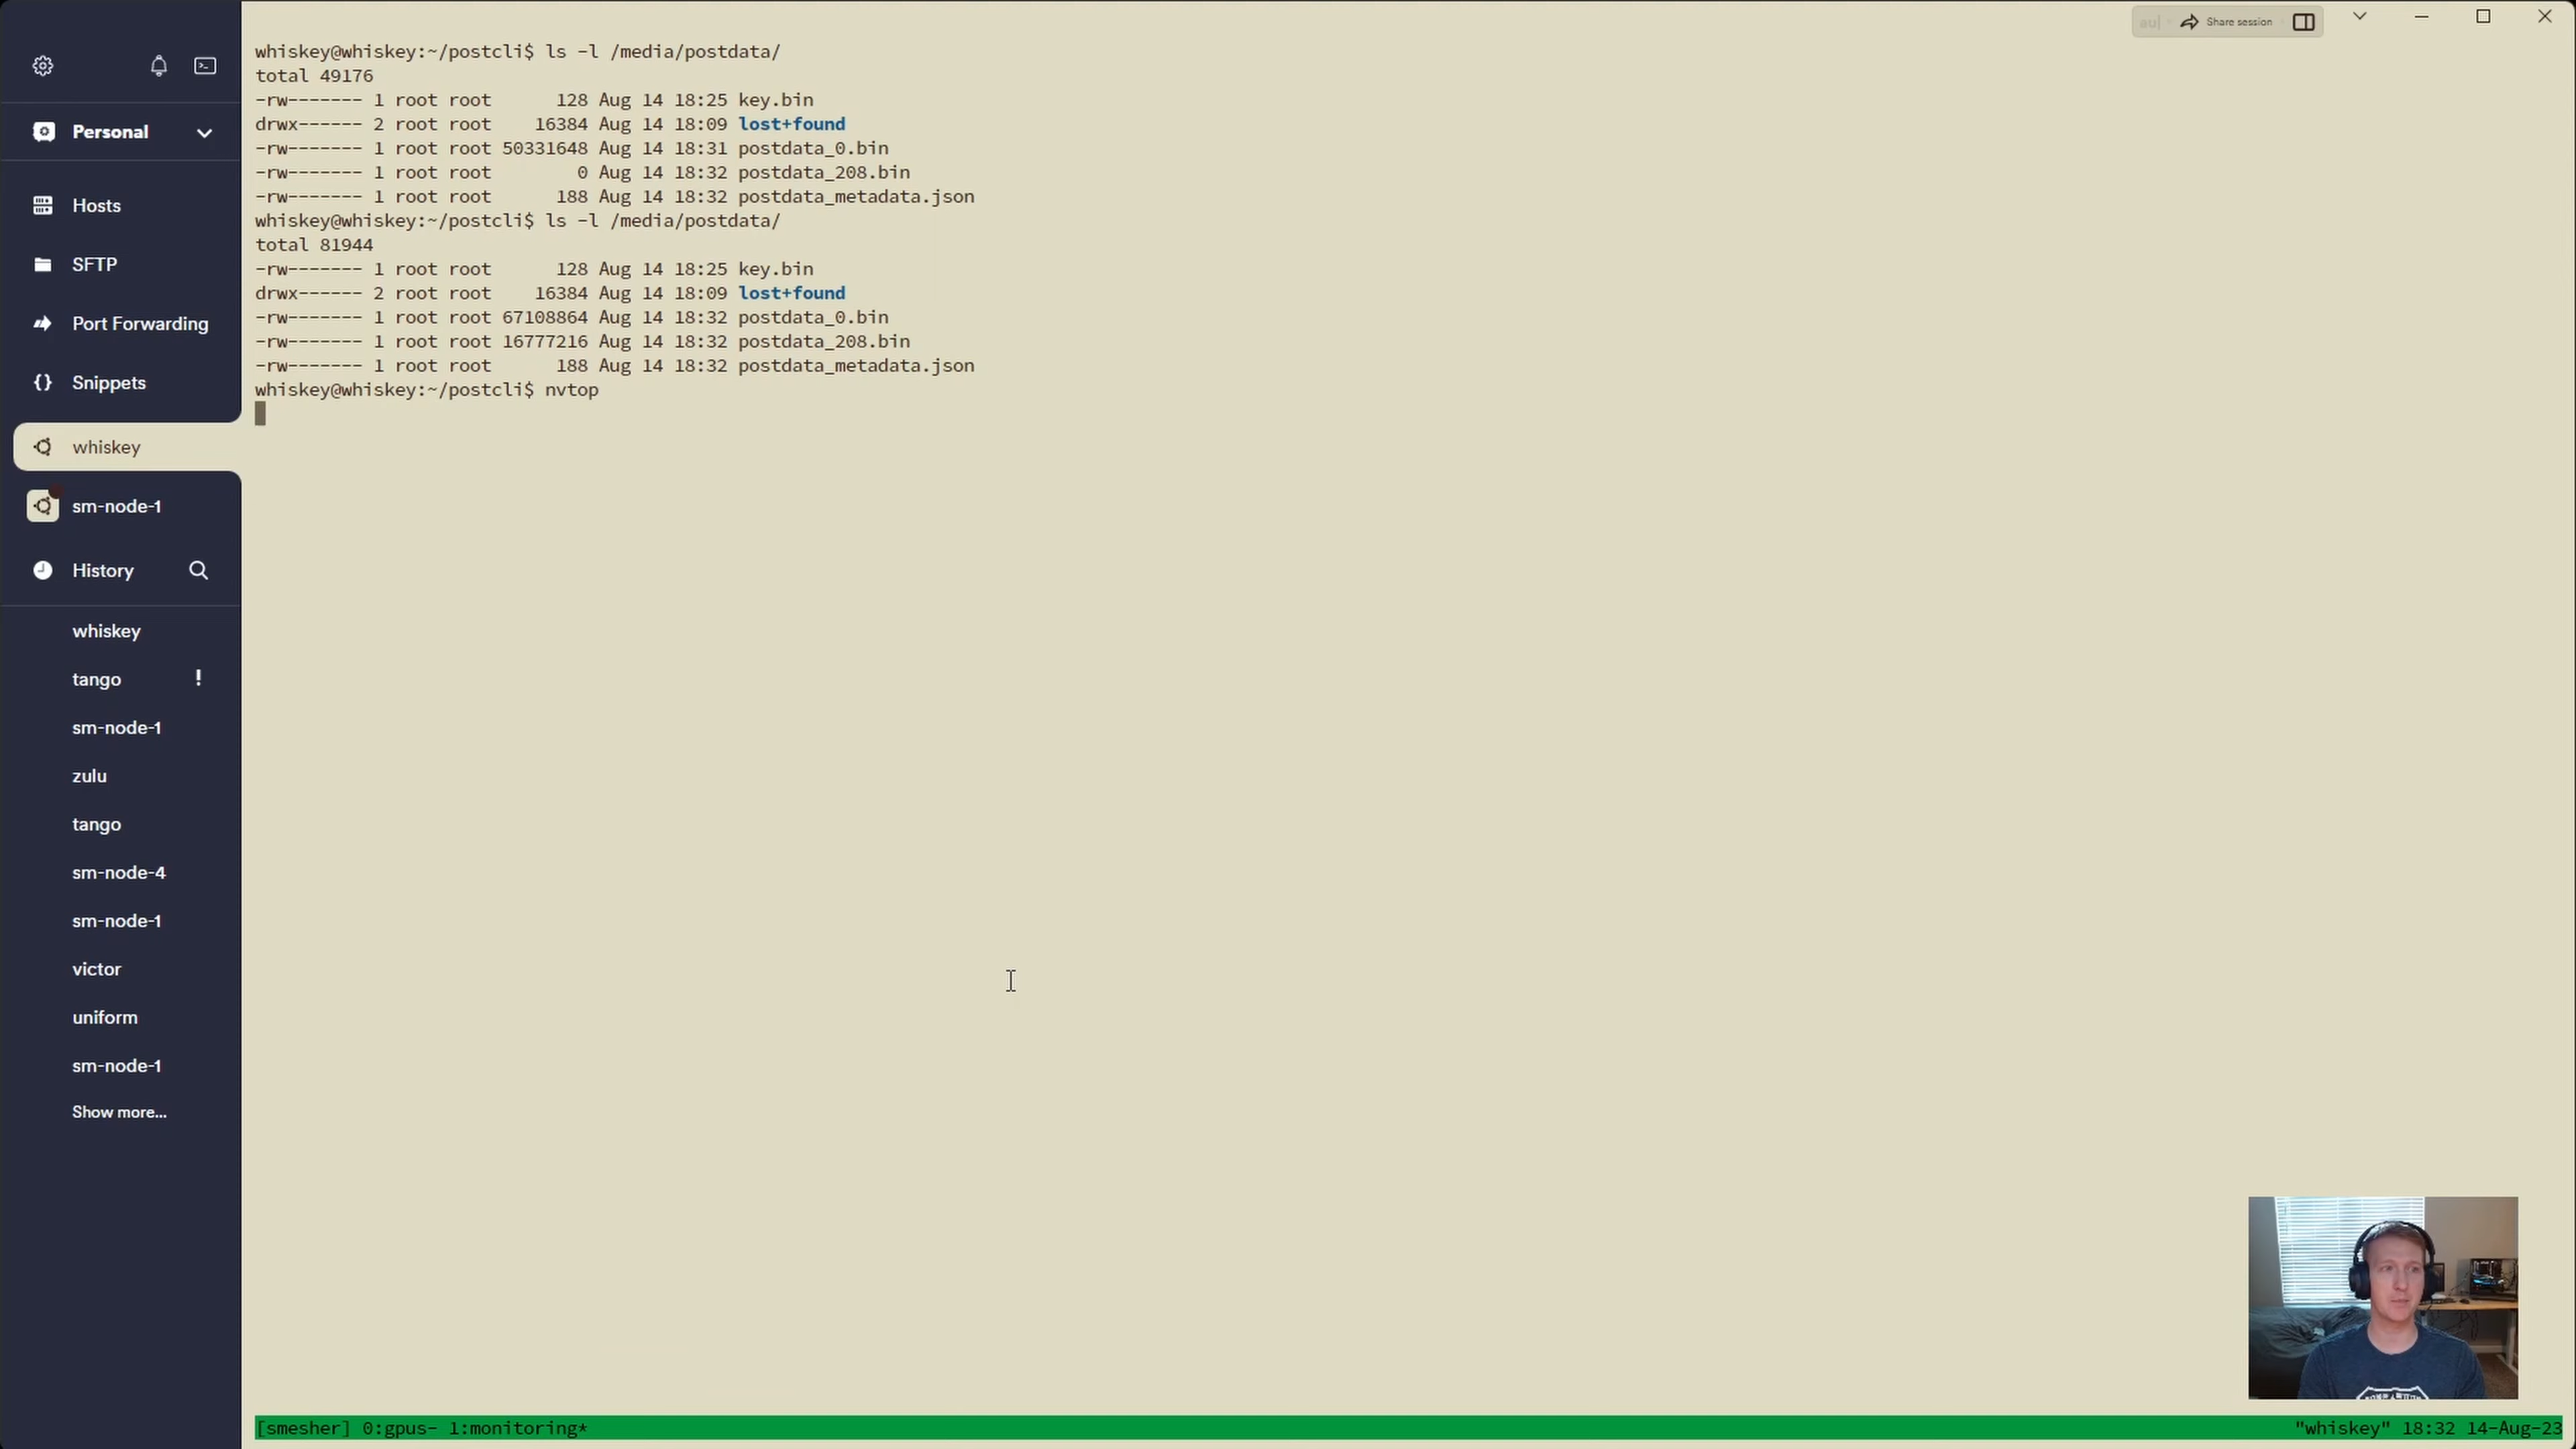 Share session
Personal
Hosts
SFTP
Port Forwarding
Snippets
whiskey
sm-node-1
History
whiskey
tango !
sm-node-1
zulu
tango
sm-node-4
sm-node-1
victor
uniform
sm-node-1
Show more...
whiskey@whiskey:~/postcli$ ls -l /media/postdata/
total 49176
-rw------- 1 root root      128 Aug 14 18:25 key.bin
drwx------ 2 root root    16384 Aug 14 18:09 lost+found
-rw------- 1 root root 50331648 Aug 14 18:31 postdata_0.bin
-rw------- 1 root root        0 Aug 14 18:32 postdata_208.bin
-rw------- 1 root root      188 Aug 14 18:32 postdata_metadata.json
whiskey@whiskey:~/postcli$ ls -l /media/postdata/
total 81944
-rw------- 1 root root      128 Aug 14 18:25 key.bin
drwx------ 2 root root    16384 Aug 14 18:09 lost+found
-rw------- 1 root root 67108864 Aug 14 18:32 postdata_0.bin
-rw------- 1 root root 16777216 Aug 14 18:32 postdata_208.bin
-rw------- 1 root root      188 Aug 14 18:32 postdata_metadata.json
whiskey@whiskey:~/postcli$ nvtop
[smesher] 0:gpus- 1:monitoring* "whiskey" 18:32 14-Aug-23